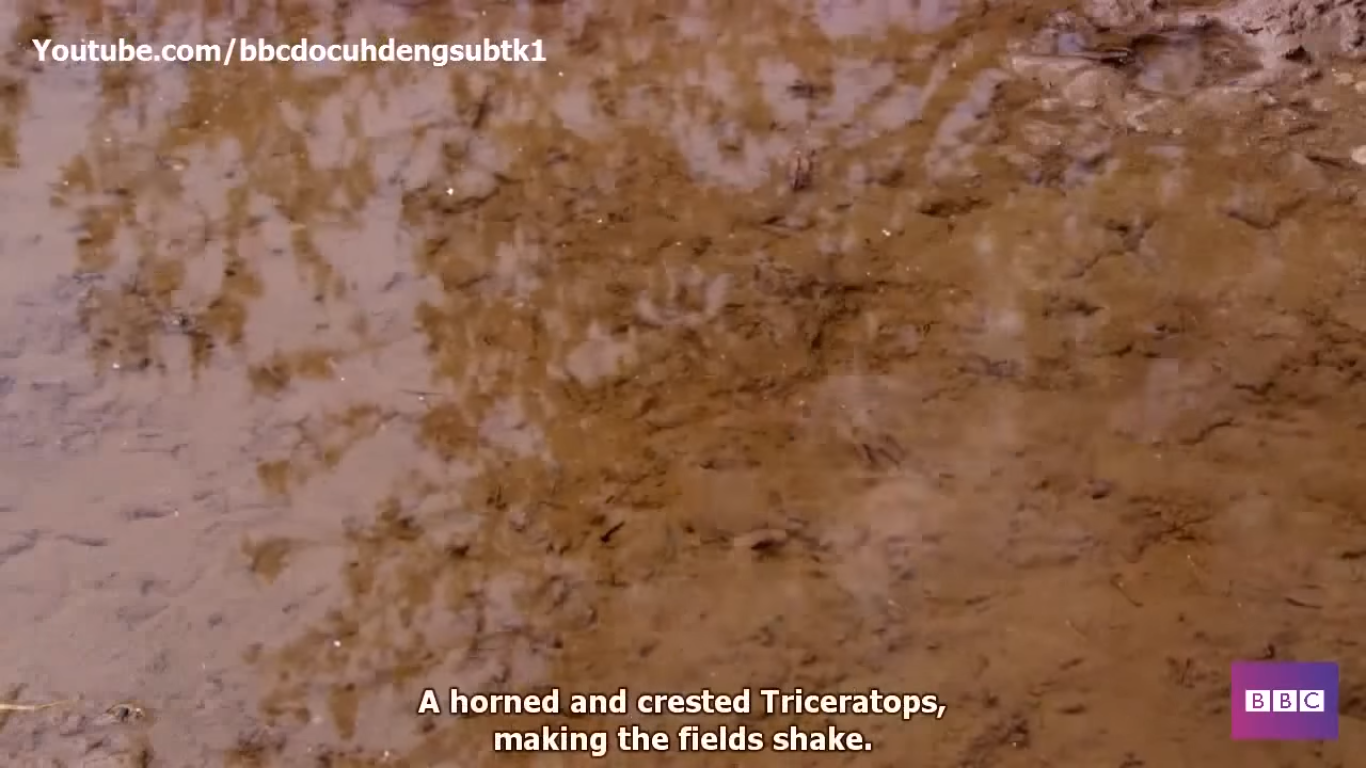 Youtube.com/bbcdocuhdengsubtk1
A horned and crested Triceratops,
making the fields shake.
BBC